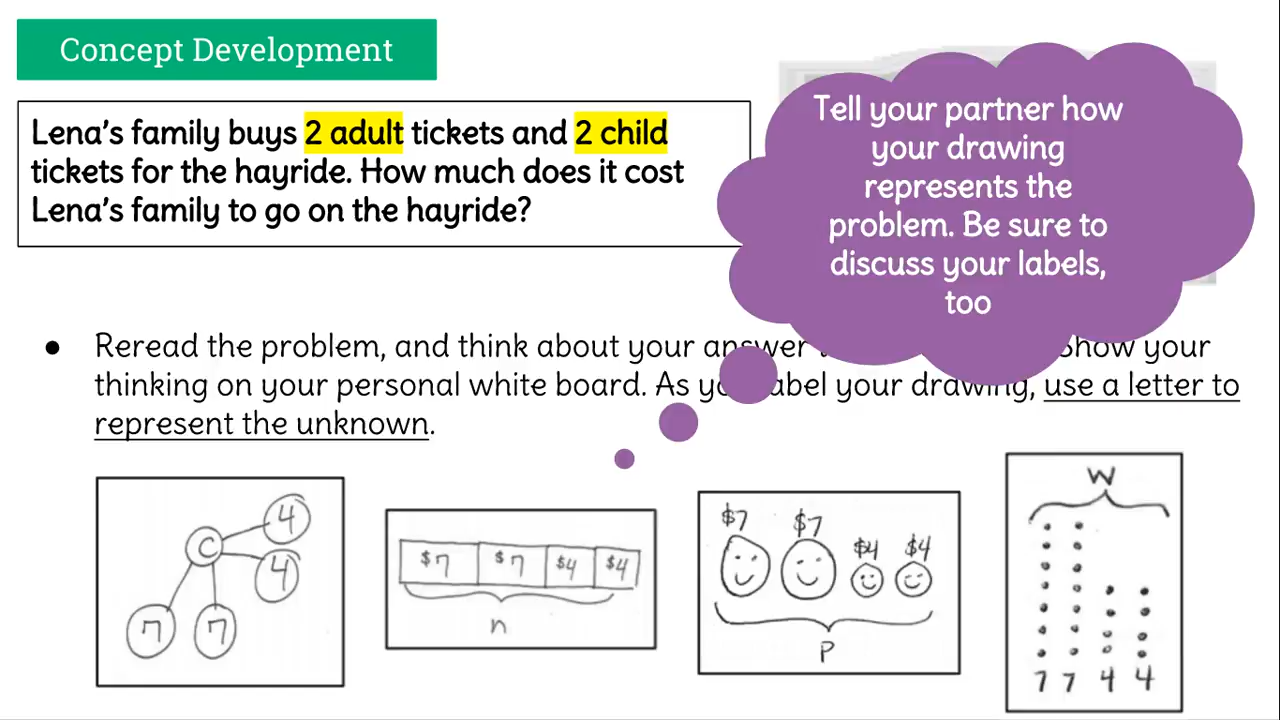 Concept Development
Lena's family buys 2 adult tickets and 2 child
tickets for the hayride. How much does it cost
Lena's family to go on the hayride?
Tell your partner how
your drawing
represents the
problem. Be sure to
discuss your labels,
too
● Reread the problem, and think about your answer Show your
thinking on your personal white board. As you label your drawing, use a letter to
represent the unknown.
4
C
4
7 7
$7 $7 $4 $4
n
$7 $7 $4 $4
P
W
7 7 4 4